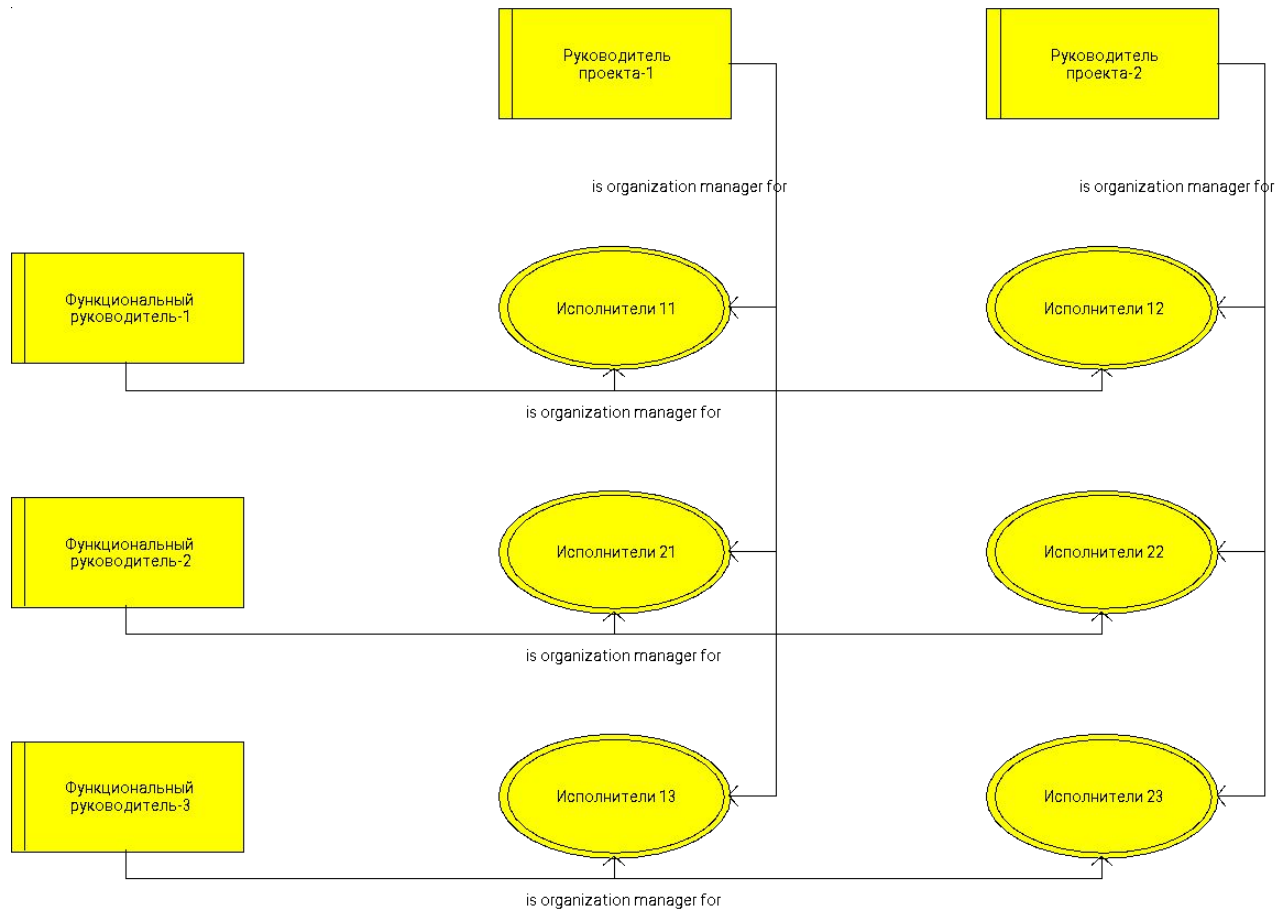 Руководитель
проекта-1
Руководитель
проекта-2
is organization manager for
is organization manager for
Функциональный
руководитель-1
Исполнители 11
Исполнители 12
is organization manager for
Функциональный
руководитель-2
Исполнители 21
Исполнители 22
is organization manager for
Функциональный
руководитель-3
Исполнители 13
Исполнители 23
is organization manager for